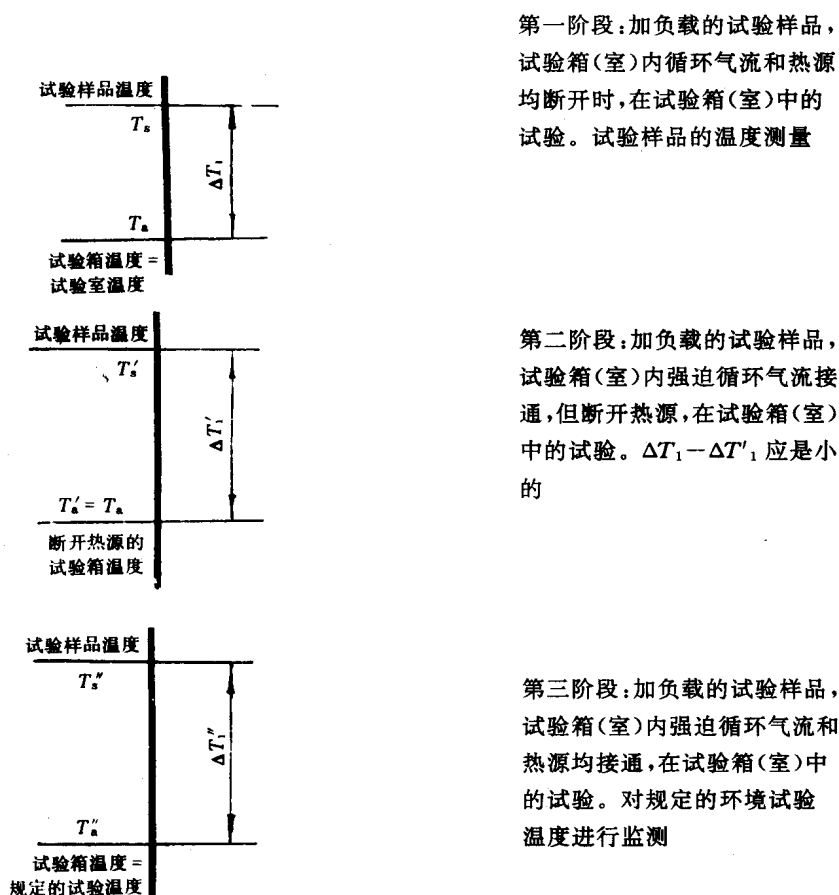 第一阶段:加负载的试验样品,
试验箱(室)内循环气流和热源
均断开时,在试验箱(室)中的
试验。试验样品的温度测量
试验样品温度
Tₛ
ΔT₁
Tₐ
试验箱温度=
试验室温度
第二阶段:加负载的试验样品,
试验箱(室)内强迫循环气流接
通,但断开热源,在试验箱(室)
中的试验。ΔT₁-ΔT′₁ 应是小
的
试验样品温度
Tₛ′
ΔT₁′
Tₐ′= Tₐ
断开热源的
试验箱温度
第三阶段:加负载的试验样品,
试验箱(室)内强迫循环气流和
热源均接通,在试验箱(室)中
的试验。对规定的环境试验
温度进行监测
试验样品温度
Tₛ″
ΔT₁″
Tₐ″
试验箱温度=
规定的试验温度